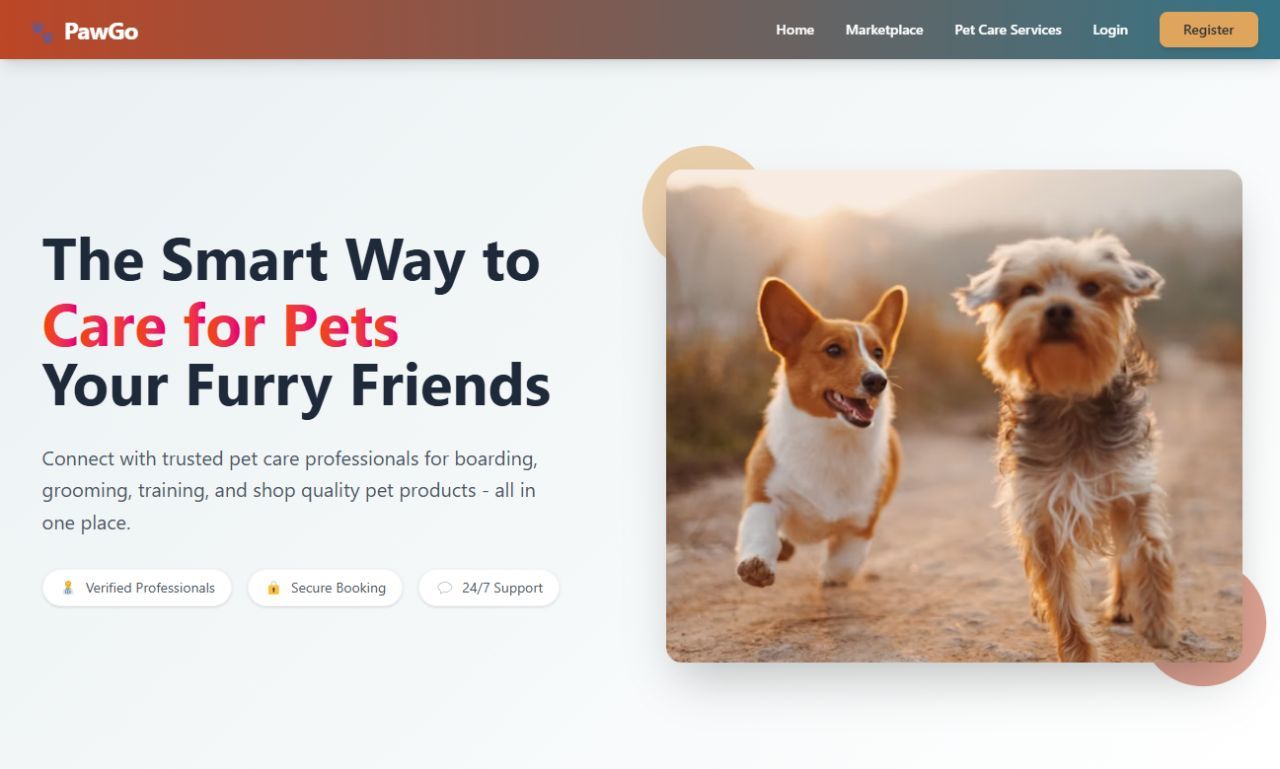 PawGo
Home Marketplace Pet Care Services Login Register
The Smart Way to
Care for Pets
Your Furry Friends
Connect with trusted pet care professionals for boarding,
grooming, training, and shop quality pet products - all in
one place.
Verified Professionals Secure Booking 24/7 Support